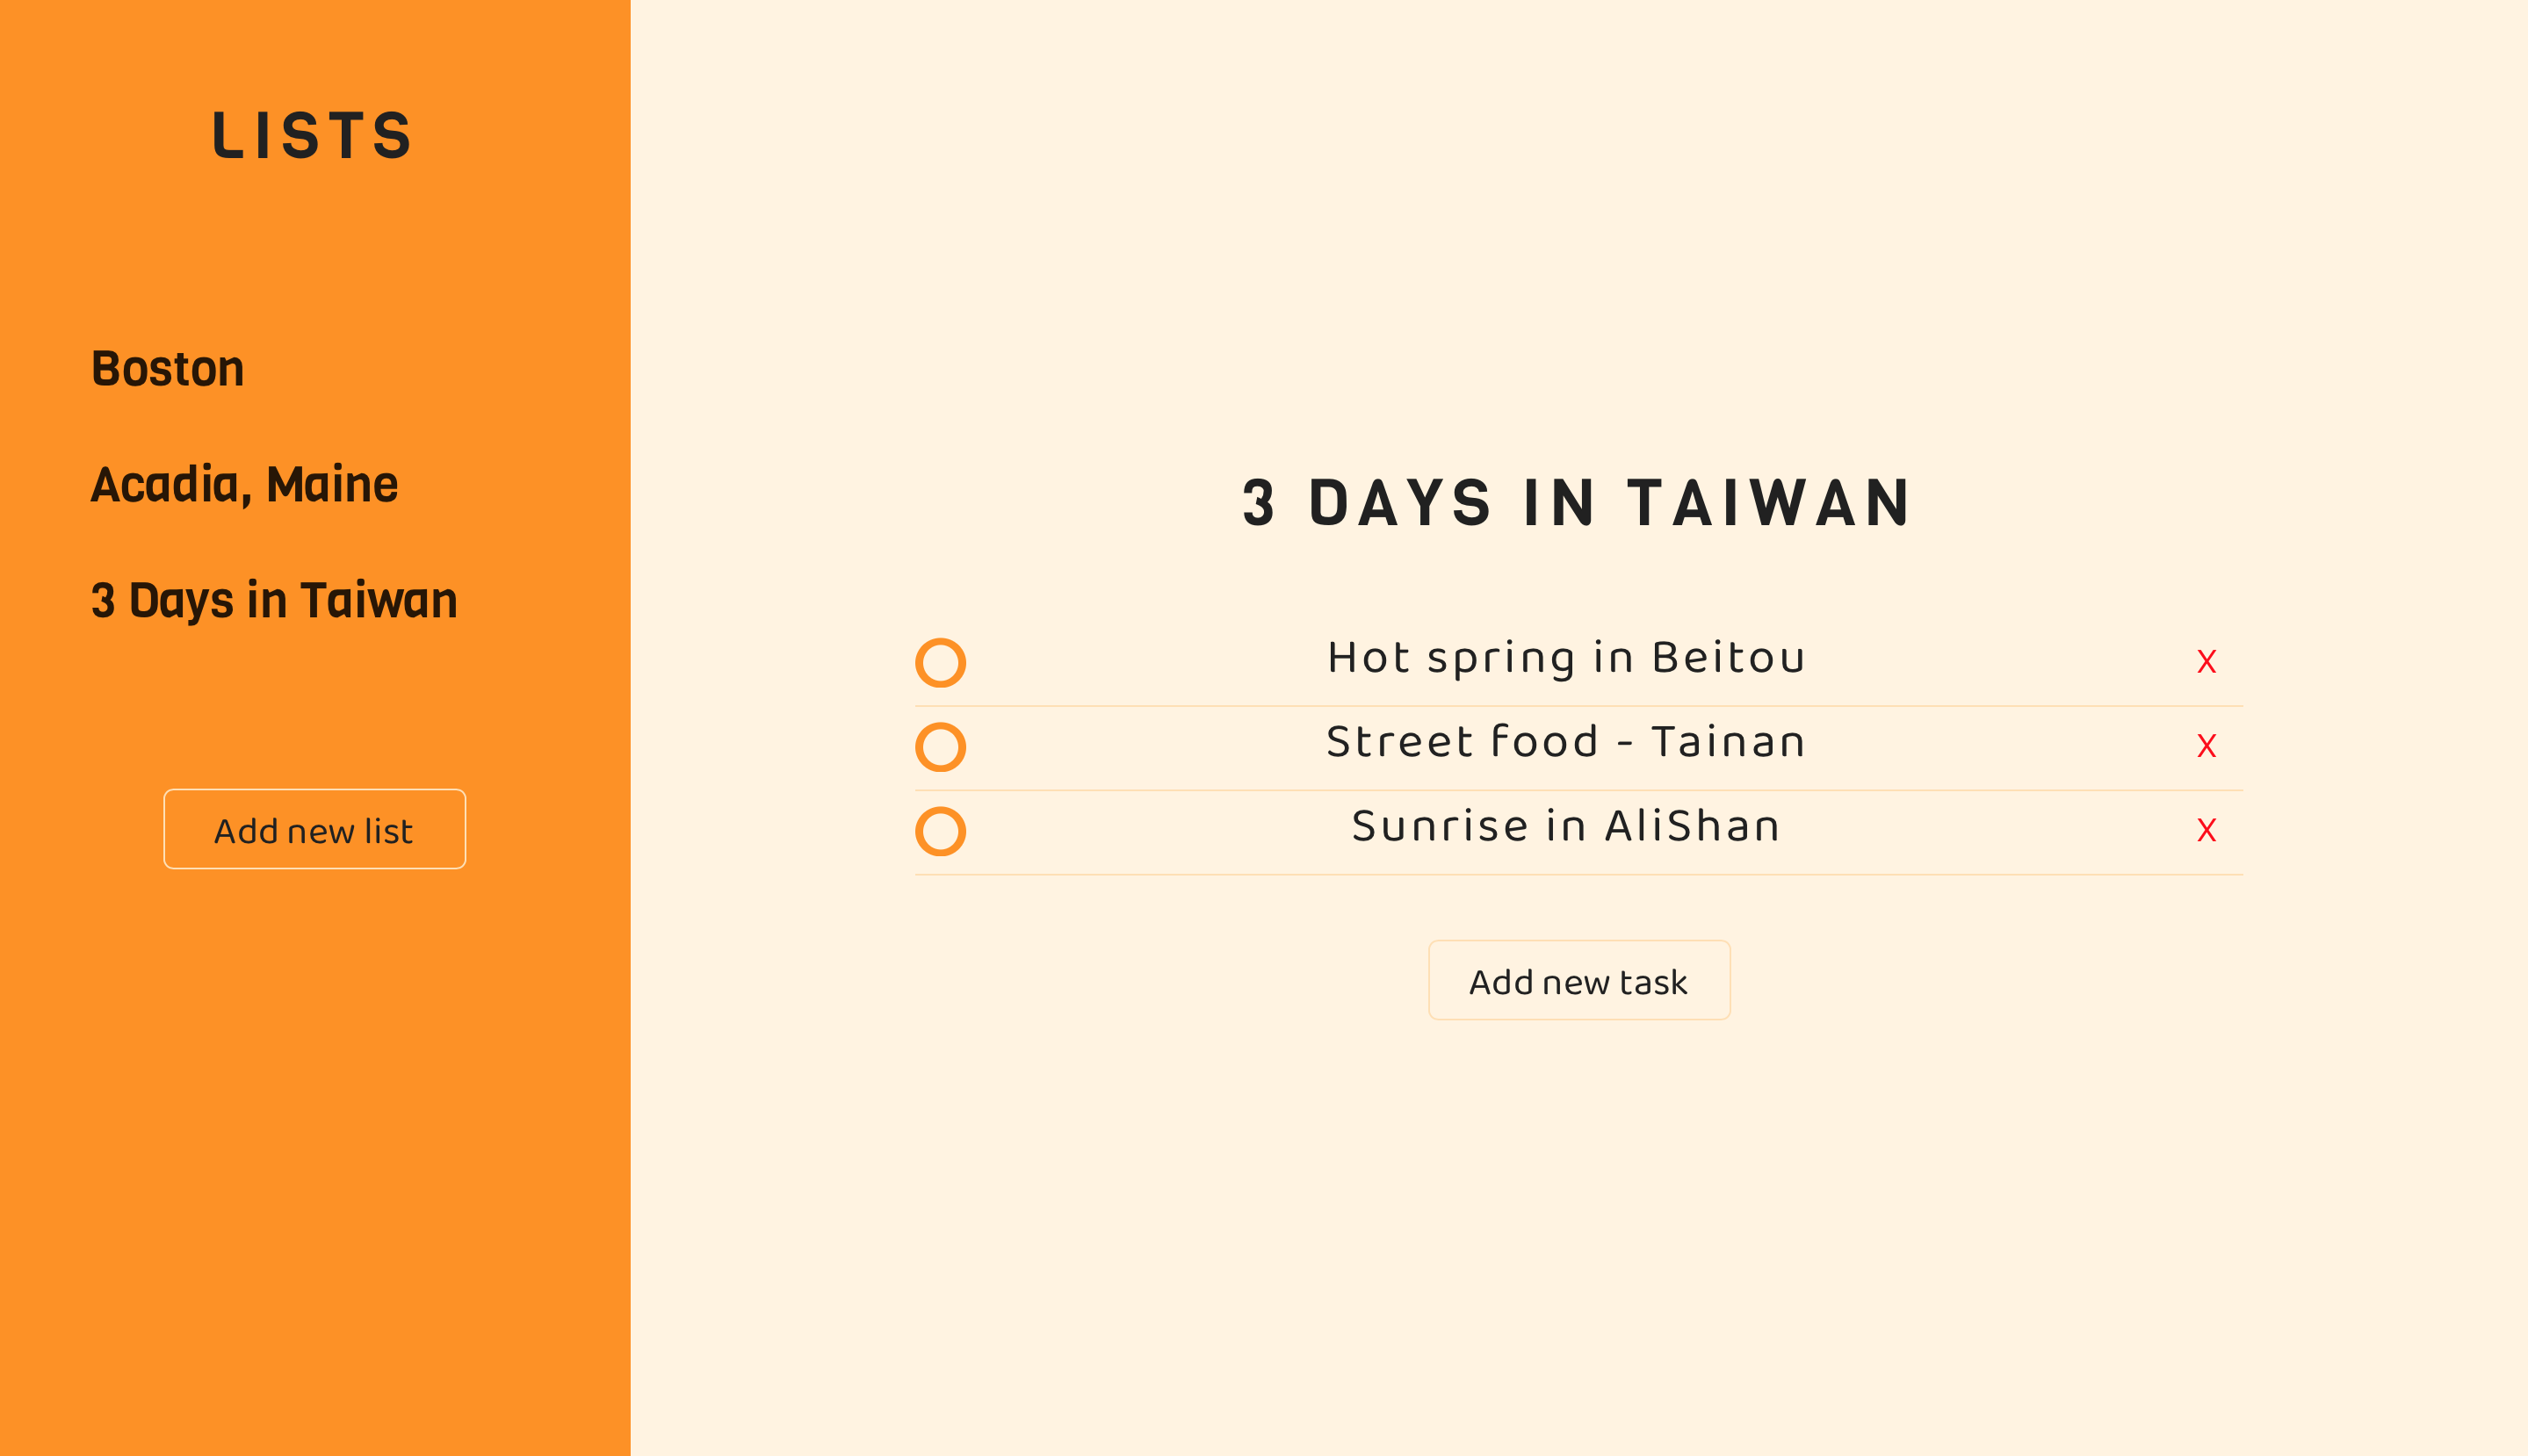 LISTS
Boston
Acadia, Maine
3 Days in Taiwan
Add new list
3 DAYS IN TAIWAN
Hot spring in Beitou x
Street food - Tainan x
Sunrise in AliShan x
Add new task